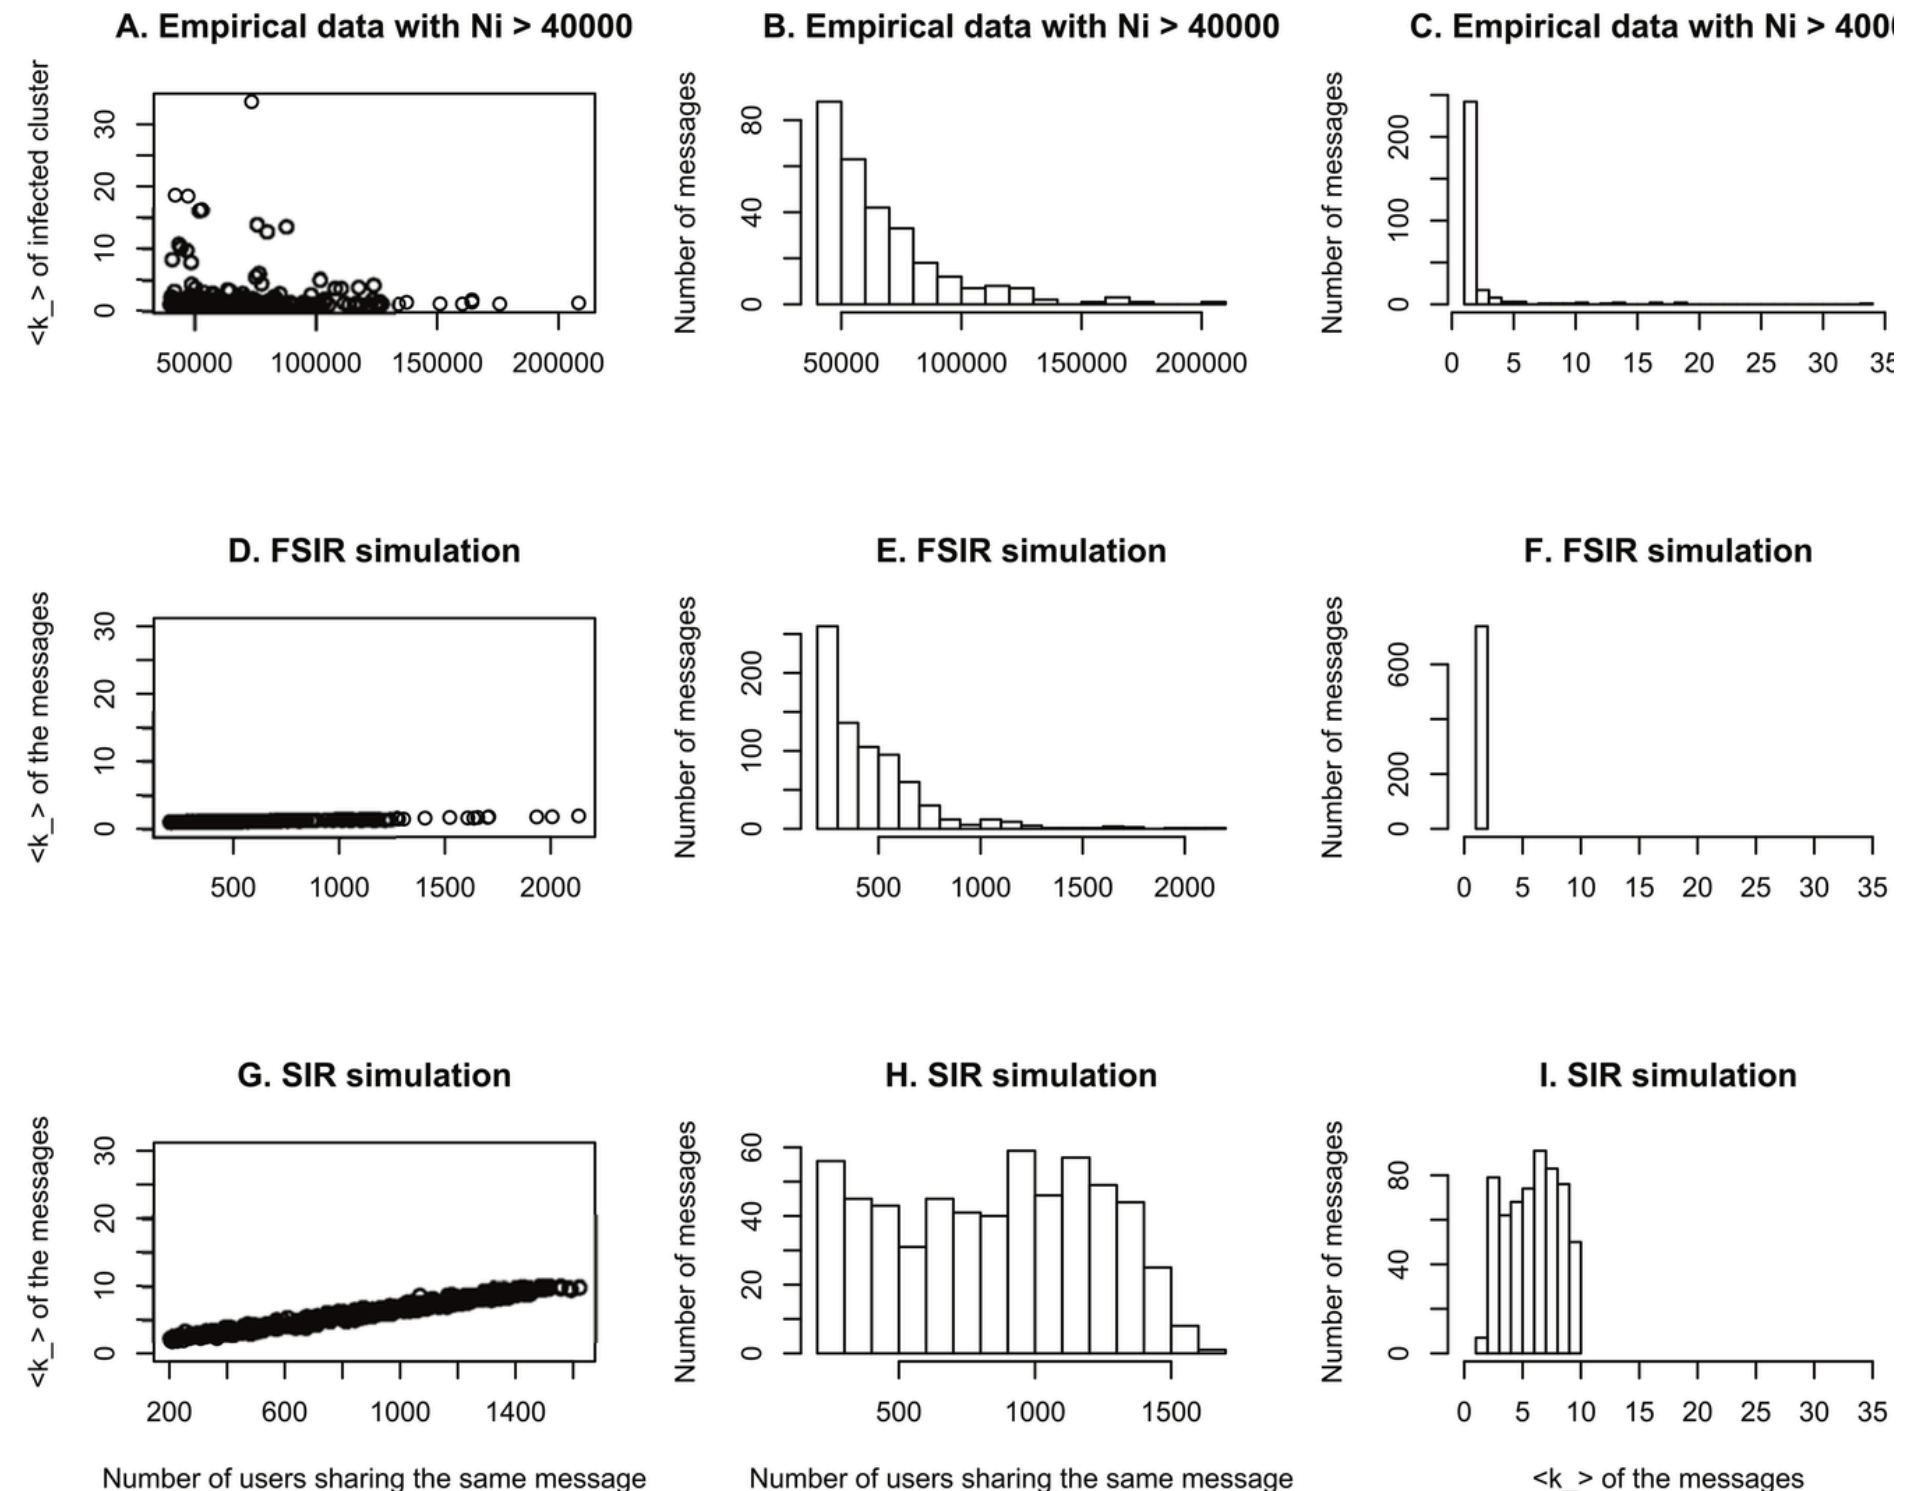 A. Empirical data with Ni > 40000
B. Empirical data with Ni > 40000
C. Empirical data with Ni > 400
<k_> of infected cluster
0 10 20 30
50000 100000 150000 200000
Number of messages
0 40 80
50000 100000 150000 200000
Number of messages
0 100 200
0 5 10 15 20 25 30 35
D. FSIR simulation
E. FSIR simulation
F. FSIR simulation
<k_> of the messages
0 10 20 30
500 1000 1500 2000
Number of messages
0 100 200
500 1000 1500 2000
Number of messages
0 200 600
0 5 10 15 20 25 30 35
G. SIR simulation
H. SIR simulation
I. SIR simulation
<k_> of the messages
0 10 20 30
200 600 1000 1400
Number of users sharing the same message
Number of messages
0 20 40 60
500 1000 1500
Number of users sharing the same message
Number of messages
0 40 80
0 5 10 15 20 25 30 35
<k_> of the messages